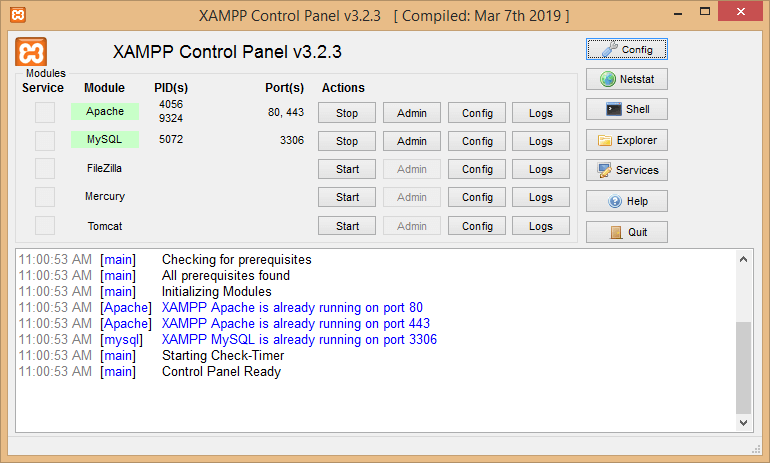 XAMPP Control Panel v3.2.3 [ Compiled: Mar 7th 2019 ]
XAMPP Control Panel v3.2.3
Config
Modules
Service Module PID(s) Port(s) Actions
Netstat
Apache 4056 9324 80, 443 Stop Admin Config Logs
Shell
MySQL 5072 3306 Stop Admin Config Logs
Explorer
FileZilla Start Admin Config Logs
Services
Mercury Start Admin Config Logs
Help
Tomcat Start Admin Config Logs
Quit
11:00:53 AM [main] Checking for prerequisites
11:00:53 AM [main] All prerequisites found
11:00:53 AM [main] Initializing Modules
11:00:53 AM [Apache] XAMPP Apache is already running on port 80
11:00:53 AM [Apache] XAMPP Apache is already running on port 443
11:00:53 AM [mysql] XAMPP MySQL is already running on port 3306
11:00:53 AM [main] Starting Check-Timer
11:00:53 AM [main] Control Panel Ready